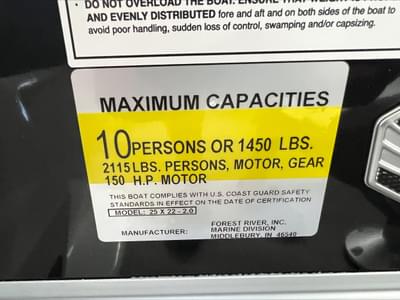 • DO NOT OVERLOAD THE BOAT. ENSURE THAT WEIGHT IS
AND EVENLY DISTRIBUTED fore and aft and on both sides of the boat to
avoid poor handling, sudden loss of control, swamping and/or capsizing.
MAXIMUM CAPACITIES
10 PERSONS OR 1450 LBS.
2115 LBS. PERSONS, MOTOR, GEAR
150 H.P. MOTOR
THIS BOAT COMPLIES WITH U.S. COAST GUARD SAFETY
STANDARDS IN EFFECT ON THE DATE OF CERTIFICATION
MODEL: 25 X 22 - 2.0
MANUFACTURER:
FOREST RIVER, INC.
MARINE DIVISION
MIDDLEBURY, IN 46540